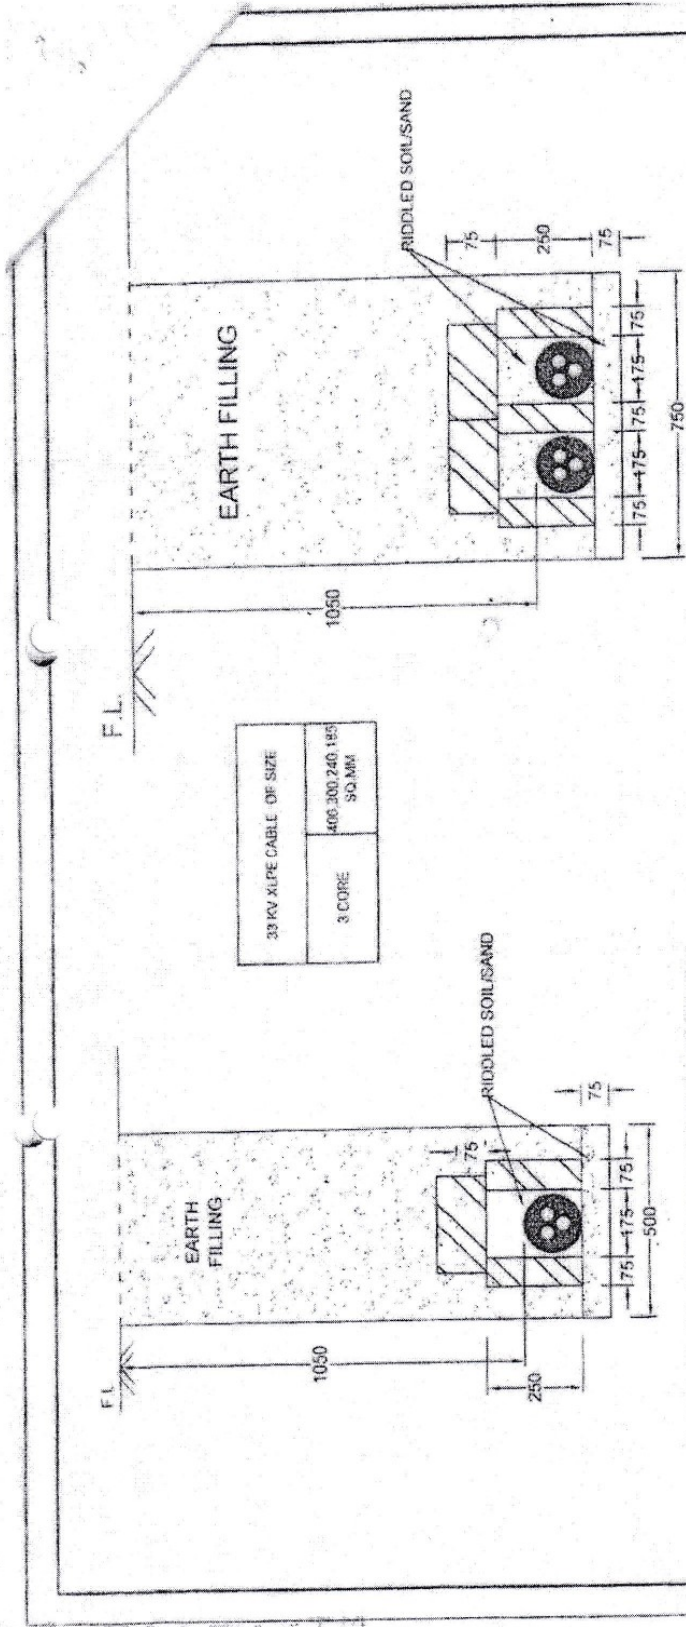 F.L.
EARTH
FILLING
1050
250
75
RIDDLED SOIL/SAND
75
75
175
75
500
33 KV XLPE CABLE OF SIZE
3 CORE
400,300,240,185
SQ.MM
F.L.
EARTH FILLING
1050
RIDDLED SOIL/SAND
75
250
75
75
175
75
175
75
750